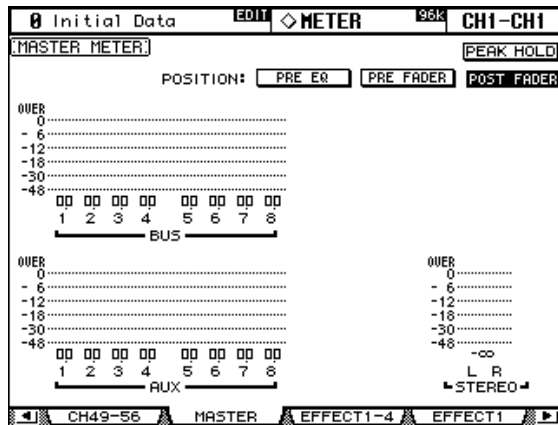 0 Initial Data EDIT ◇METER 96k CH1-CH1
MASTER METER PEAK HOLD
POSITION: PRE EQ PRE FADER POST FADER
OVER
0
- 6
-12
-18
-30
-48
00 00 00 00 00 00 00 00
1 2 3 4 5 6 7 8
BUS
OVER OVER
0 0
- 6 - 6
-12 -12
-18 -18
-30 -30
-48 -48
00 00 00 00 00 00 00 00 -∞
1 2 3 4 5 6 7 8 L R
AUX STEREO
CH49-56 MASTER EFFECT1-4 EFFECT1